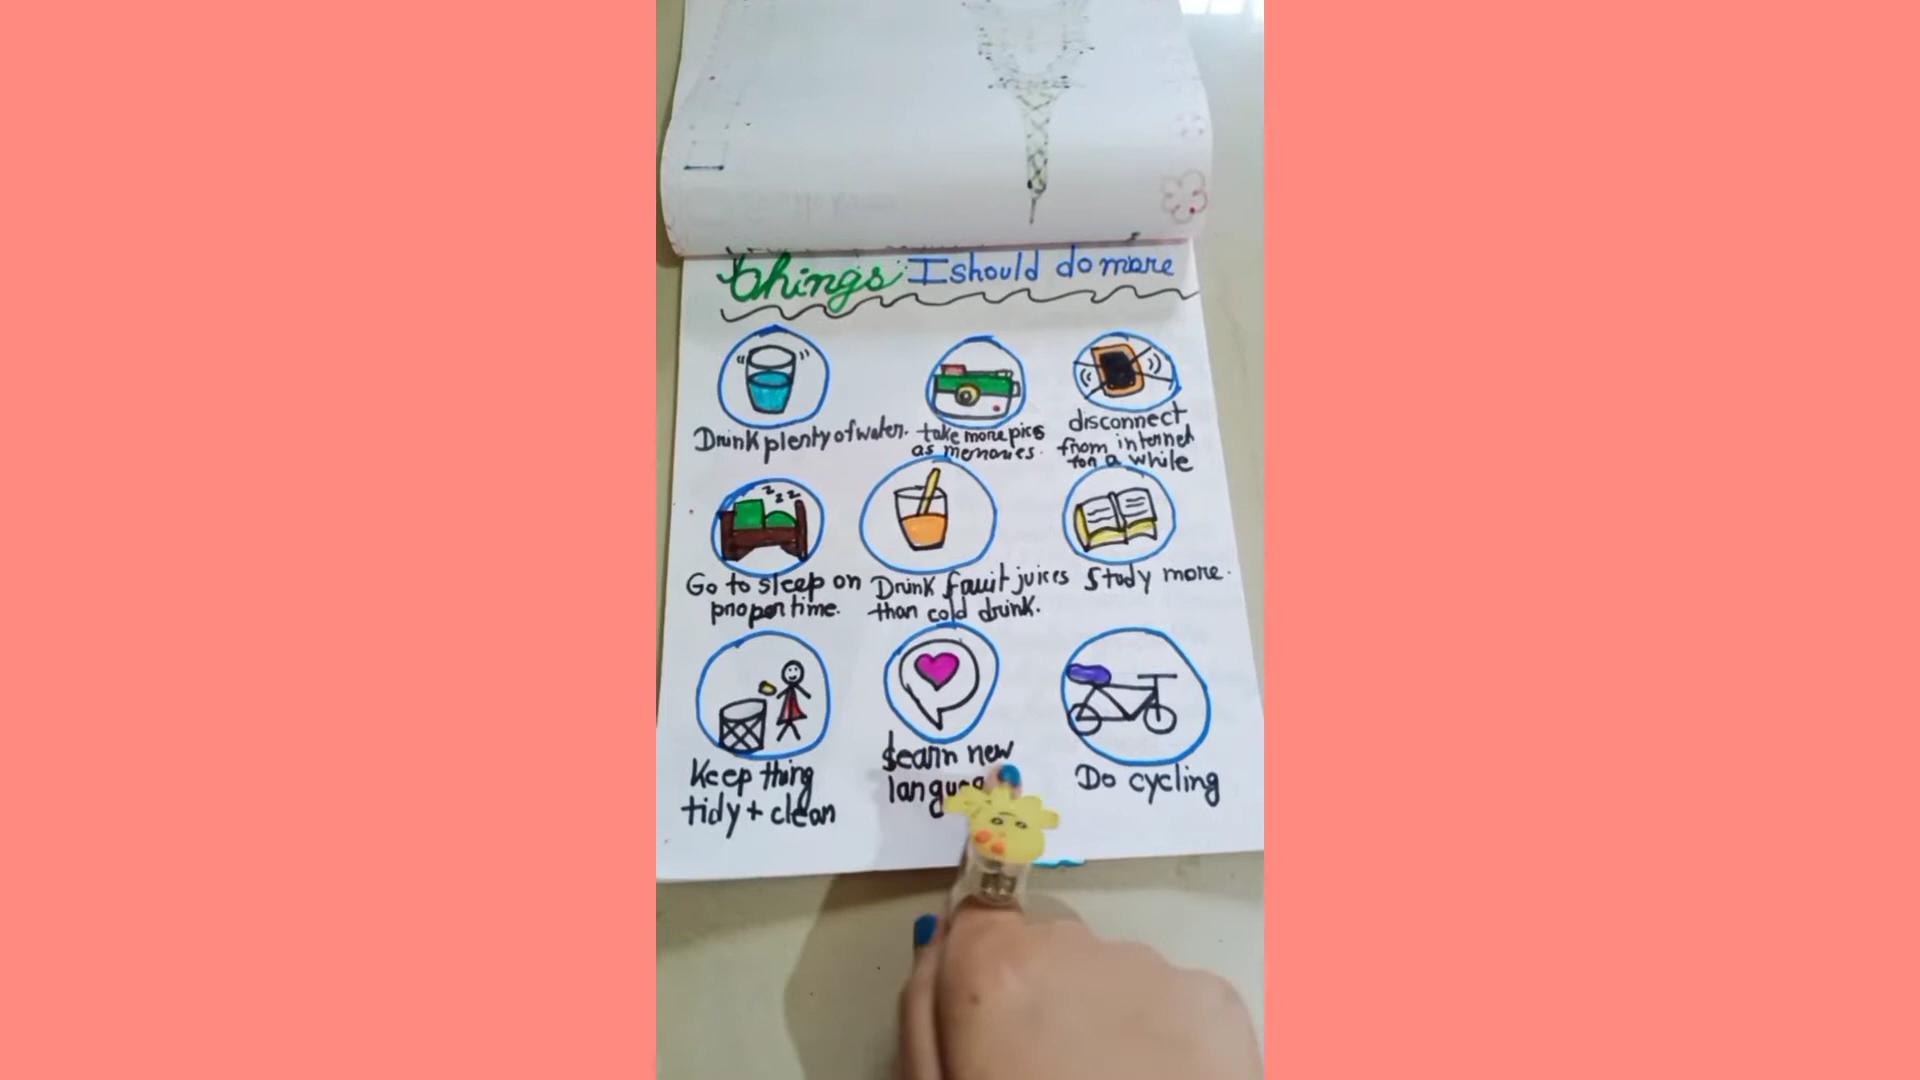 things I should do more
Drink plenty of water.
take more pics
as memories.
disconnect
from internet
for a while
Go to sleep on
proper time.
Drink fauit juices
than cold drink.
Study more.
Keep thing
tidy + clean
Learn new
Do cycling